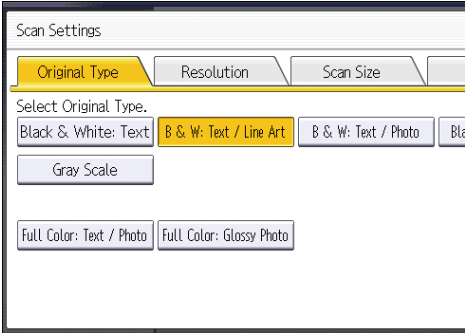 Scan Settings
Original Type Resolution Scan Size
Select Original Type.
Black & White: Text B & W: Text / Line Art B & W: Text / Photo Bla
Gray Scale
Full Color: Text / Photo Full Color: Glossy Photo